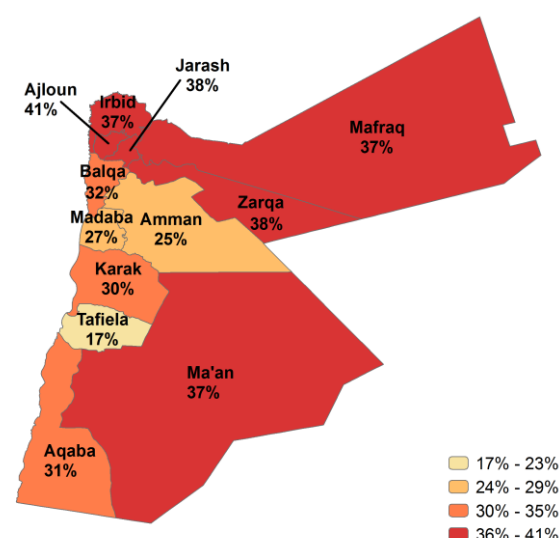 Jarash
38%
Ajloun
41%
Irbid
37%
Mafraq
37%
Balqa
32%
Zarqa
38%
Madaba
27%
Amman
25%
Karak
30%
Tafiela
17%
Ma'an
37%
Aqaba
31%
17% - 23%
24% - 29%
30% - 35%
36% - 41%